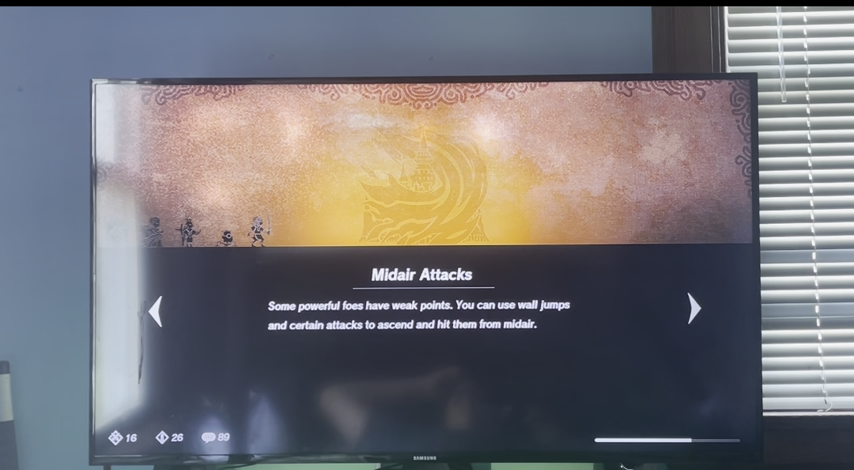 Midair Attacks
Some powerful foes have weak points. You can use wall jumps
and certain attacks to ascend and hit them from midair.
16 26 89
SAMSUNG